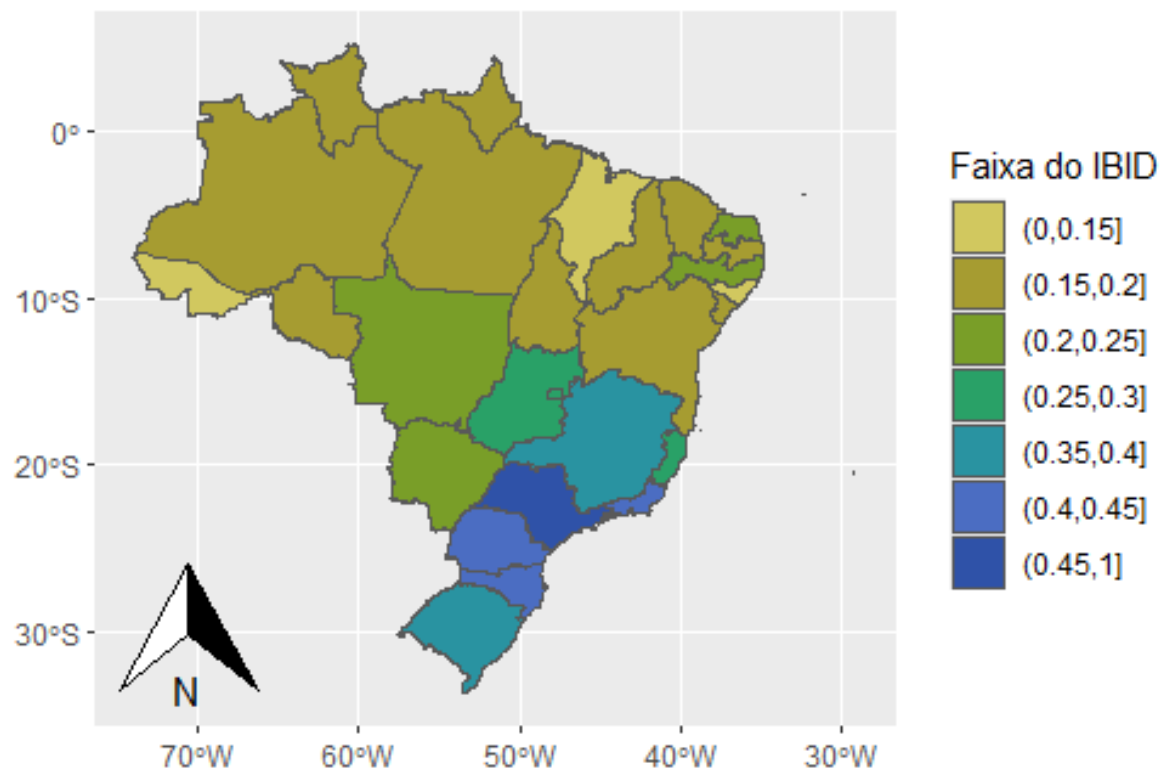 0°
10°S
20°S
30°S
70°W
60°W
50°W
40°W
30°W
N
Faixa do IBID
(0,0.15]
(0.15,0.2]
(0.2,0.25]
(0.25,0.3]
(0.35,0.4]
(0.4,0.45]
(0.45,1]